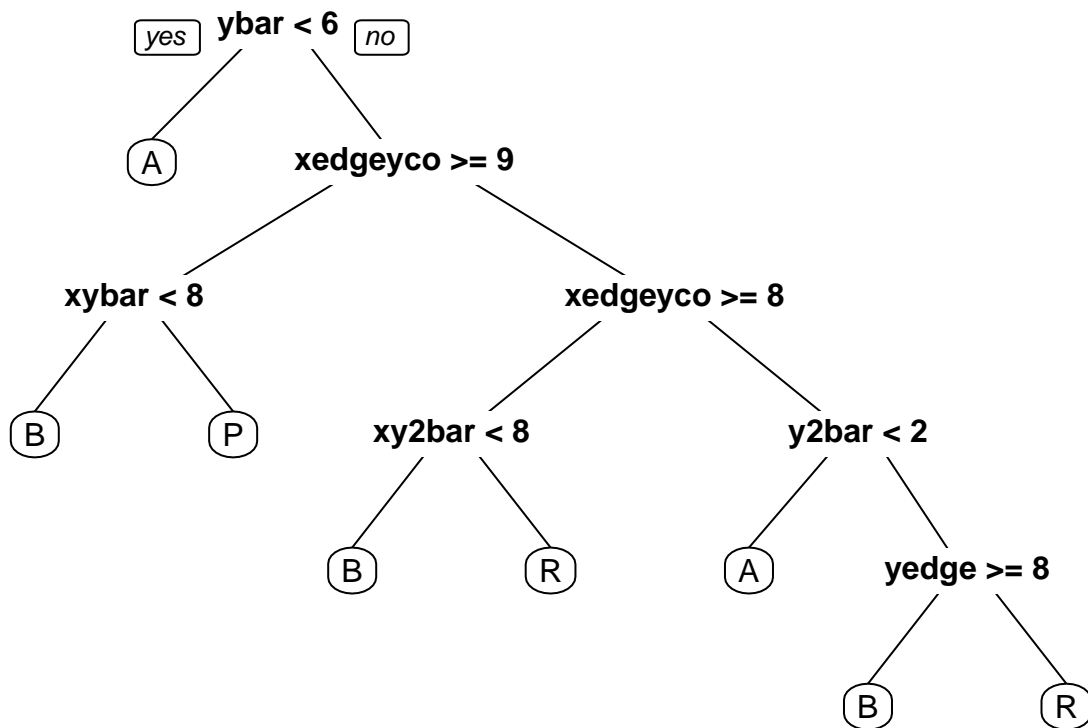 yes ybar < 6 no
A xedgeyco >= 9
xybar < 8 xedgeyco >= 8
B P xy2bar < 8 y2bar < 2
B R A yedge >= 8
B R